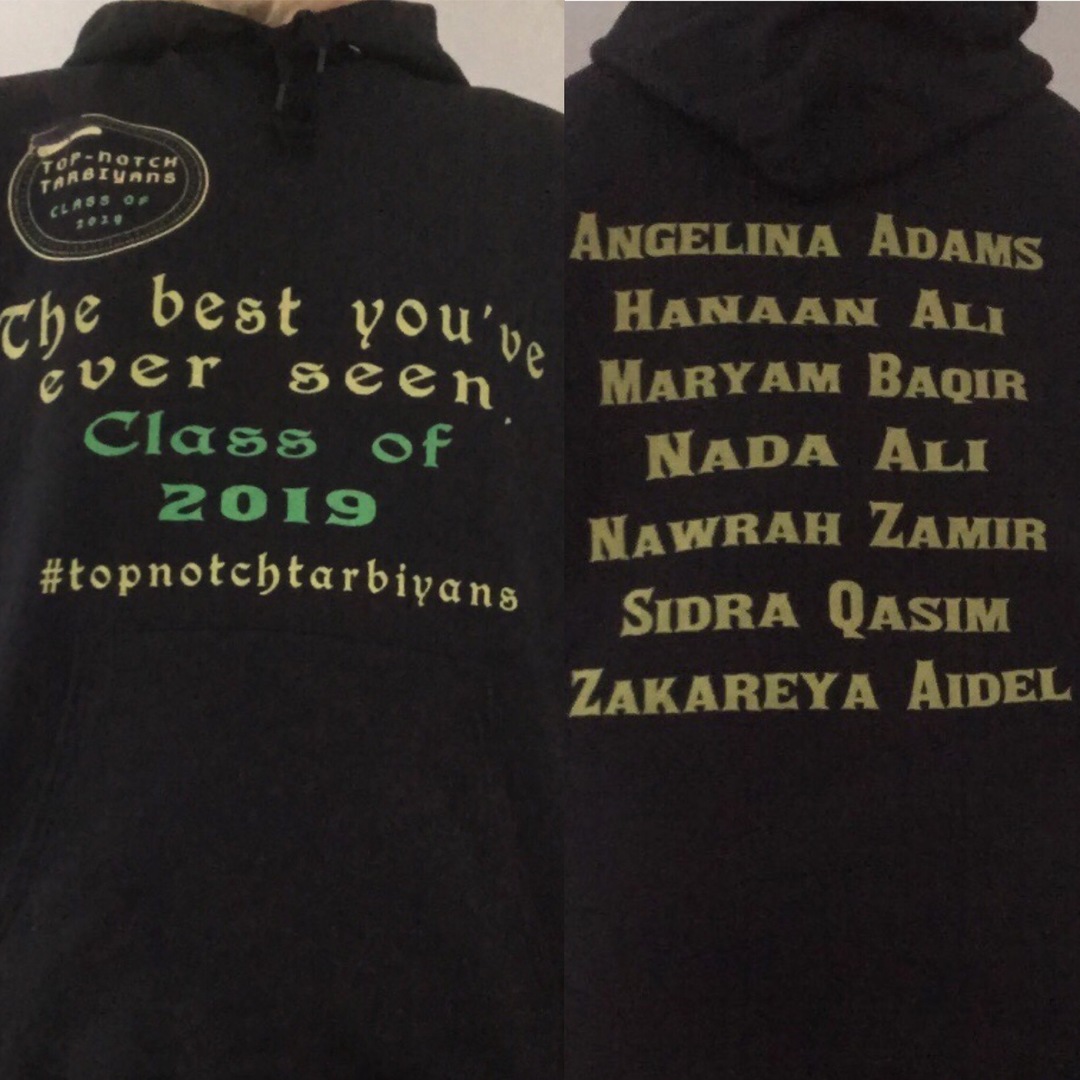 TOP-NOTCH
TARBIYANS
CLASS OF
2019
The best you've
ever seen.
Class of
2019
#topnotchtarbiyans
ANGELINA ADAMS
HANAAN ALI
MARYAM BAQIR
NADA ALI
NAWRAH ZAMIR
SIDRA QASIM
ZAKAREYA AIDEL